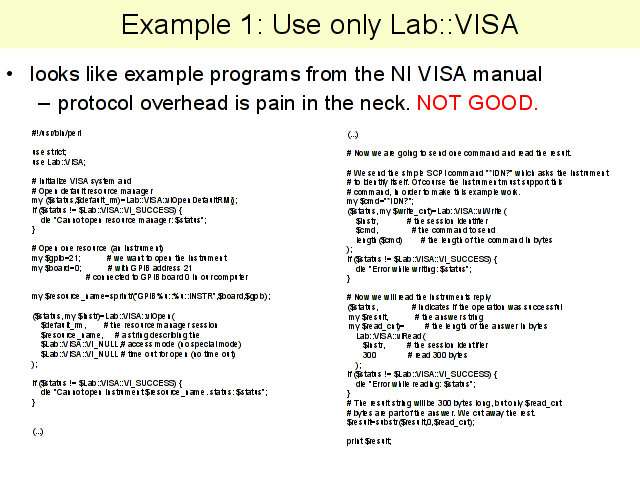 Example 1: Use only Lab::VISA
• looks like example programs from the NI VISA manual
– protocol overhead is pain in the neck. NOT GOOD.
#!/usr/bin/perl
use strict;
use Lab::VISA;
# Initialize VISA system and
# Open default resource manager
my ($status,$default_rm)=Lab::VISA::viOpenDefaultRM();
if ($status != $Lab::VISA::VI_SUCCESS) {
die "Cannot open resource manager: $status";
}
# Open one resource (an instrument)
my $gpib=21; # we want to open the instrument
my $board=0; # with GPIB address 21
# connected to GPIB board 0 in our computer
my $resource_name=sprintf("GPIB%u::%u::INSTR",$board,$gpib);
($status,my $instr)=Lab::VISA::viOpen(
$default_rm, # the resource manager session
$resource_name, # a string describing the
$Lab::VISA::VI_NULL, # access mode (no special mode)
$Lab::VISA::VI_NULL # time out for open (no time out)
);
if ($status != $Lab::VISA::VI_SUCCESS) {
die "Cannot open instrument $resource_name. status: $status";
}
(...)
(...)
# Now we are going to send one command and read the result.
# We send the simple SCPI command "*IDN?" which asks the instrument
# to identify itself. Of course the instrument must support this
# command, in order to make this example work.
my $cmd="*IDN?";
($status,my $write_cnt)=Lab::VISA::viWrite(
$instr, # the session identifier
$cmd, # the command to send
length($cmd) # the length of the command in bytes
);
if ($status != $Lab::VISA::VI_SUCCESS) {
die "Error while writing: $status";
}
# Now we will read the instruments reply
($status, # indicates if the operation was successful
my $result, # the answer string
my $read_cnt)= # the length of the answer in bytes
Lab::VISA::viRead(
$instr, # the session identifier
300 # read 300 bytes
);
if ($status != $Lab::VISA::VI_SUCCESS) {
die "Error while reading: $status";
}
# The result string will be 300 bytes long, but only $read_cnt
# bytes are part of the answer. We cut away the rest.
$result=substr($result,0,$read_cnt);
print $result;